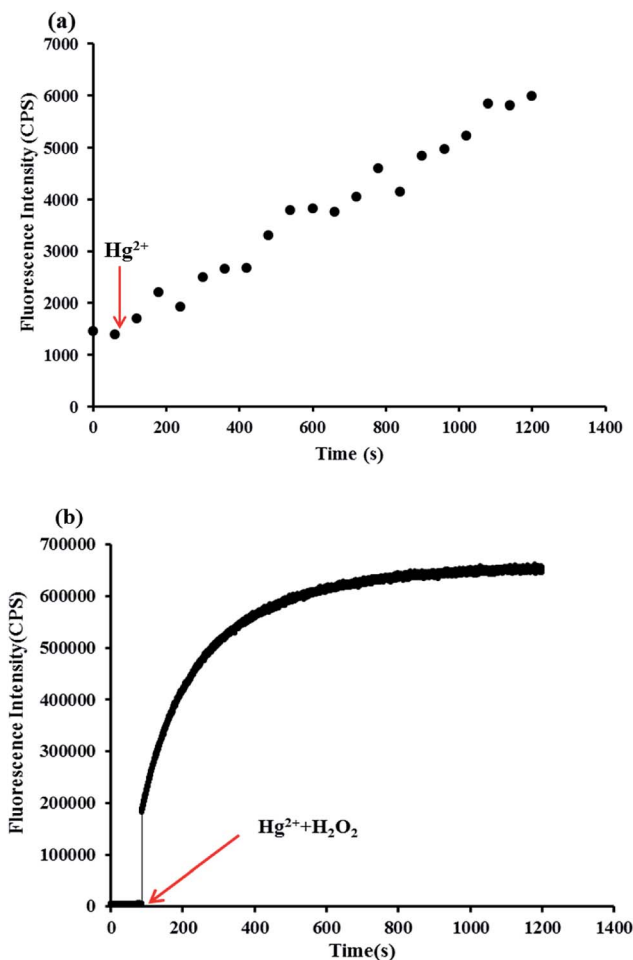 (a)
7000
6000
5000
4000
3000
2000
1000
0
Fluorescence Intensity (CPS)
Hg²⁺
0 200 400 600 800 1000 1200 1400
Time (s)
(b)
700000
600000
500000
400000
300000
200000
100000
0
Fluorescence Intensity(CPS)
Hg²⁺+H₂O₂
0 200 400 600 800 1000 1200 1400
Time(s)